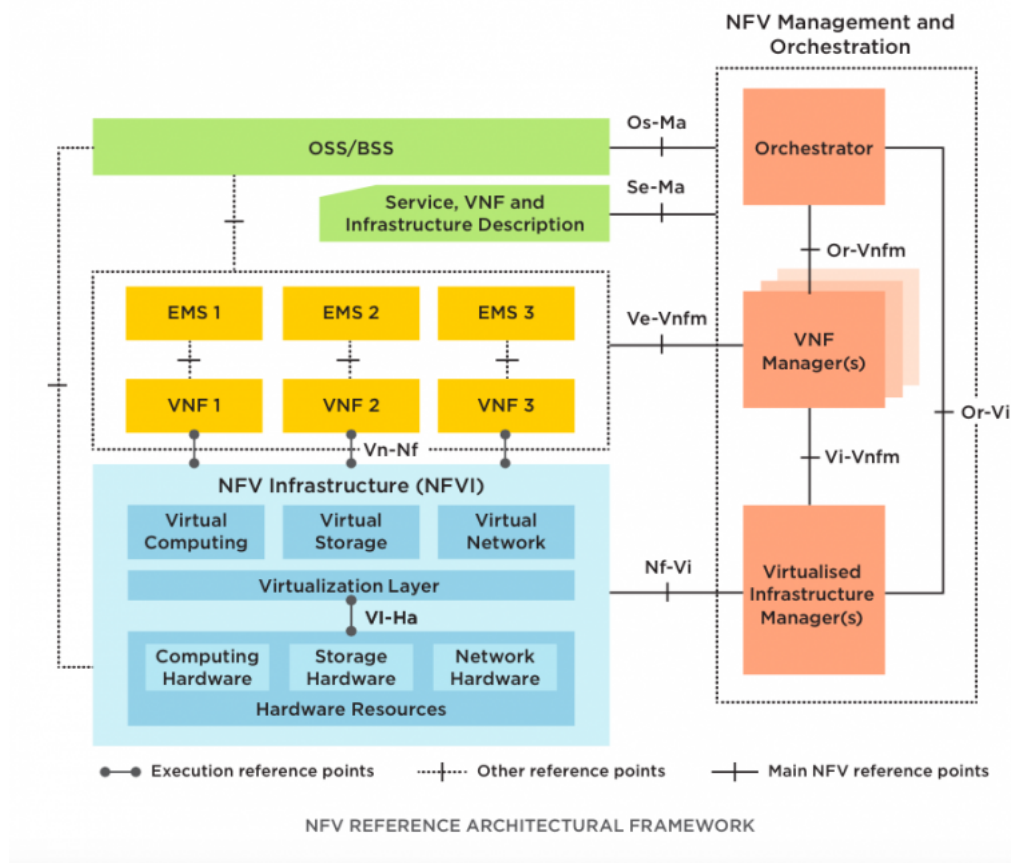 NFV Management and
Orchestration
OSS/BSS
Os-Ma
Orchestrator
Se-Ma
Service, VNF and
Infrastructure Description
Or-Vnfm
EMS 1
EMS 2
EMS 3
Ve-Vnfm
VNF
Manager(s)
VNF 1
VNF 2
VNF 3
Or-Vi
Vn-Nf
Vi-Vnfm
NFV Infrastructure (NFVI)
Virtual
Computing
Virtual
Storage
Virtual
Network
Nf-Vi
Virtualised
Infrastructure
Manager(s)
Virtualization Layer
VI-Ha
Computing
Hardware
Storage
Hardware
Network
Hardware
Hardware Resources
Execution reference points
Other reference points
Main NFV reference points
NFV REFERENCE ARCHITECTURAL FRAMEWORK